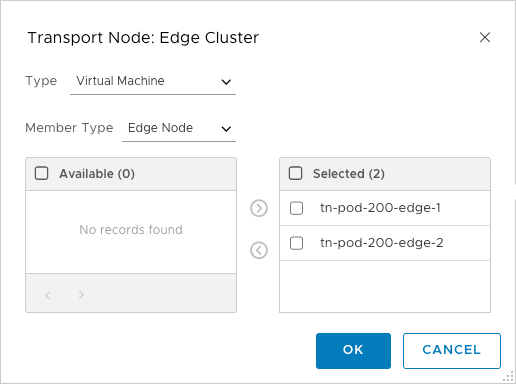 Transport Node: Edge Cluster
Type Virtual Machine
Member Type Edge Node
Available (0)
No records found
Selected (2)
tn-pod-200-edge-1
tn-pod-200-edge-2
OK CANCEL